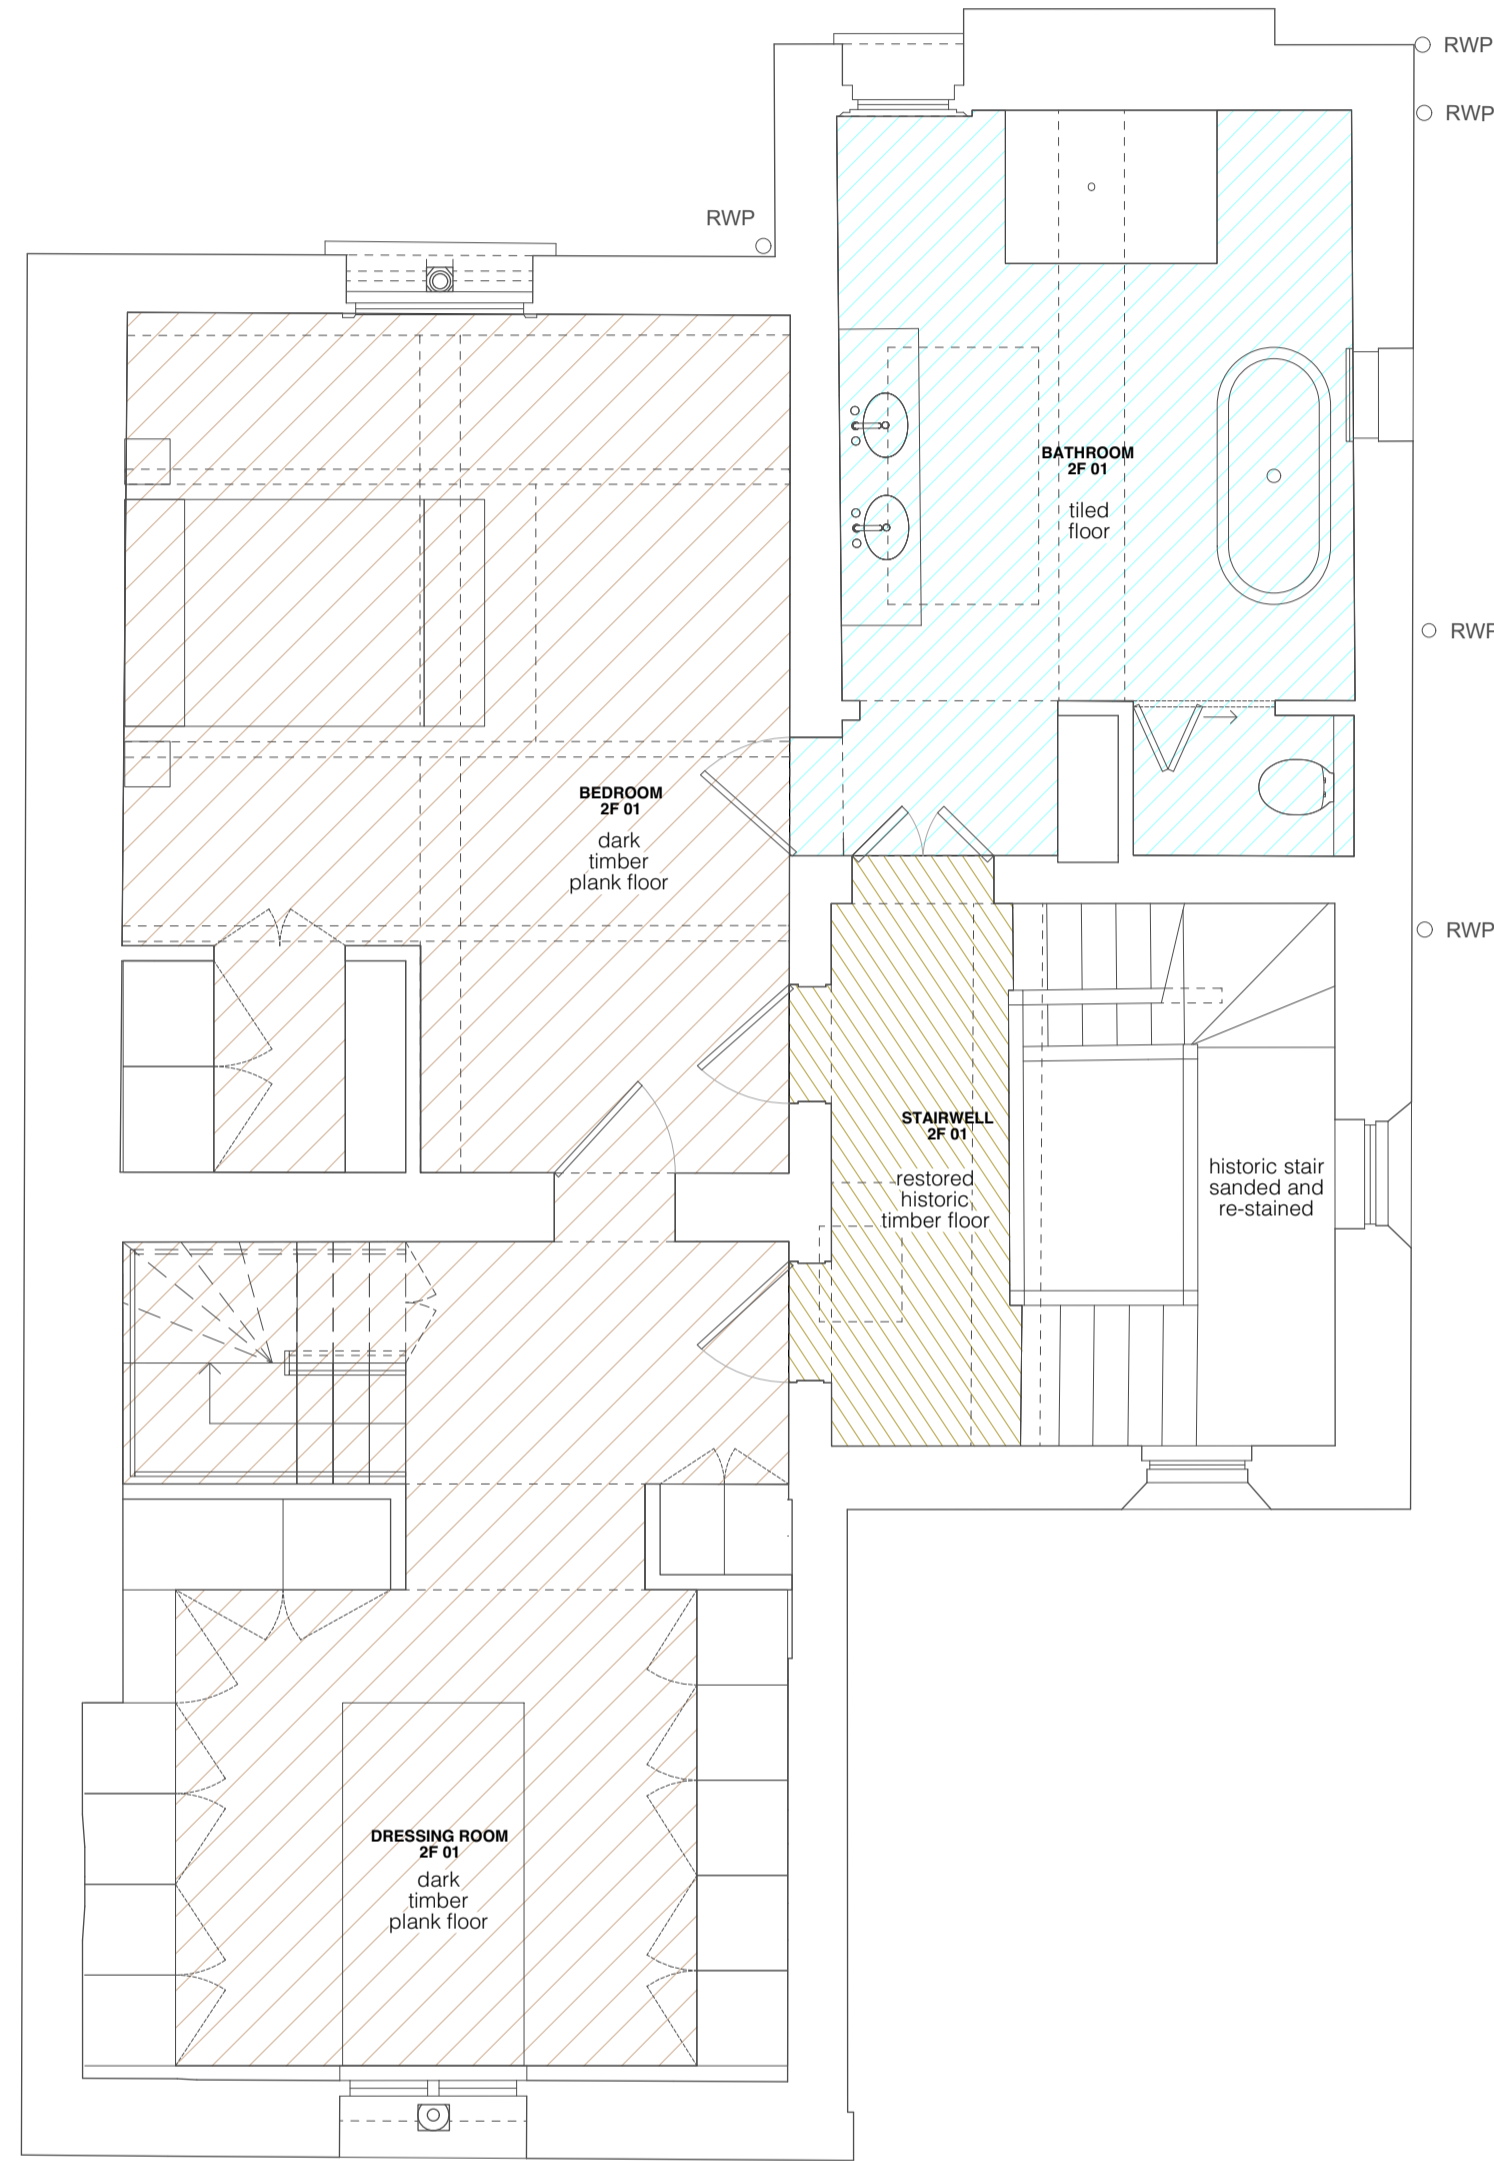 RWP
RWP
RWP
BATHROOM
2F 01
tiled
floor
RWP
BEDROOM
2F 01
dark
timber
plank floor
RWP
STAIRWELL
2F 01
restored
historic
timber floor
historic stair
sanded and
re-stained
DRESSING ROOM
2F 01
dark
timber
plank floor